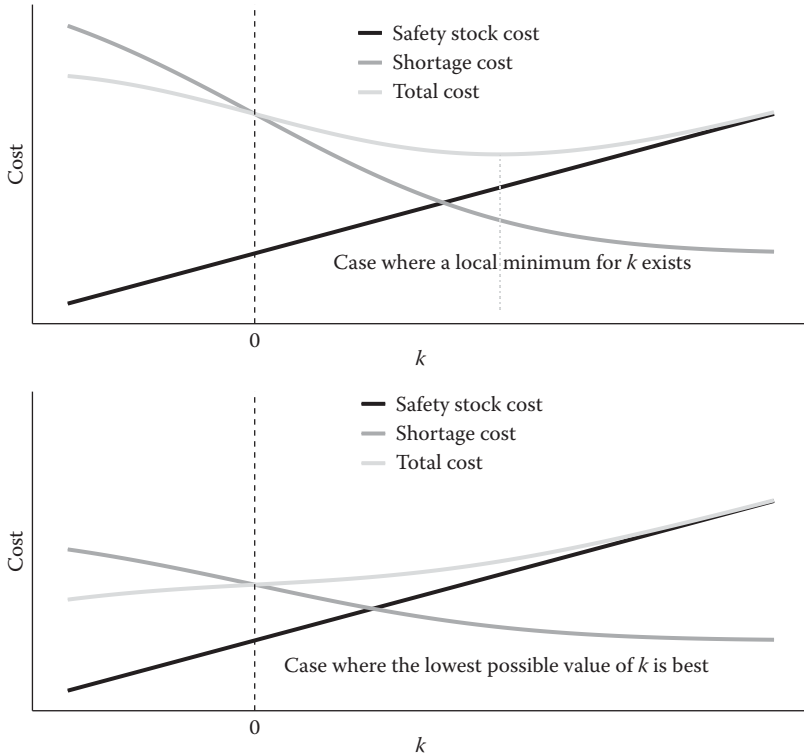 Safety stock cost
Shortage cost
Total cost
Cost
Case where a local minimum for k exists
0
k
Safety stock cost
Shortage cost
Total cost
Cost
Case where the lowest possible value of k is best
0
k